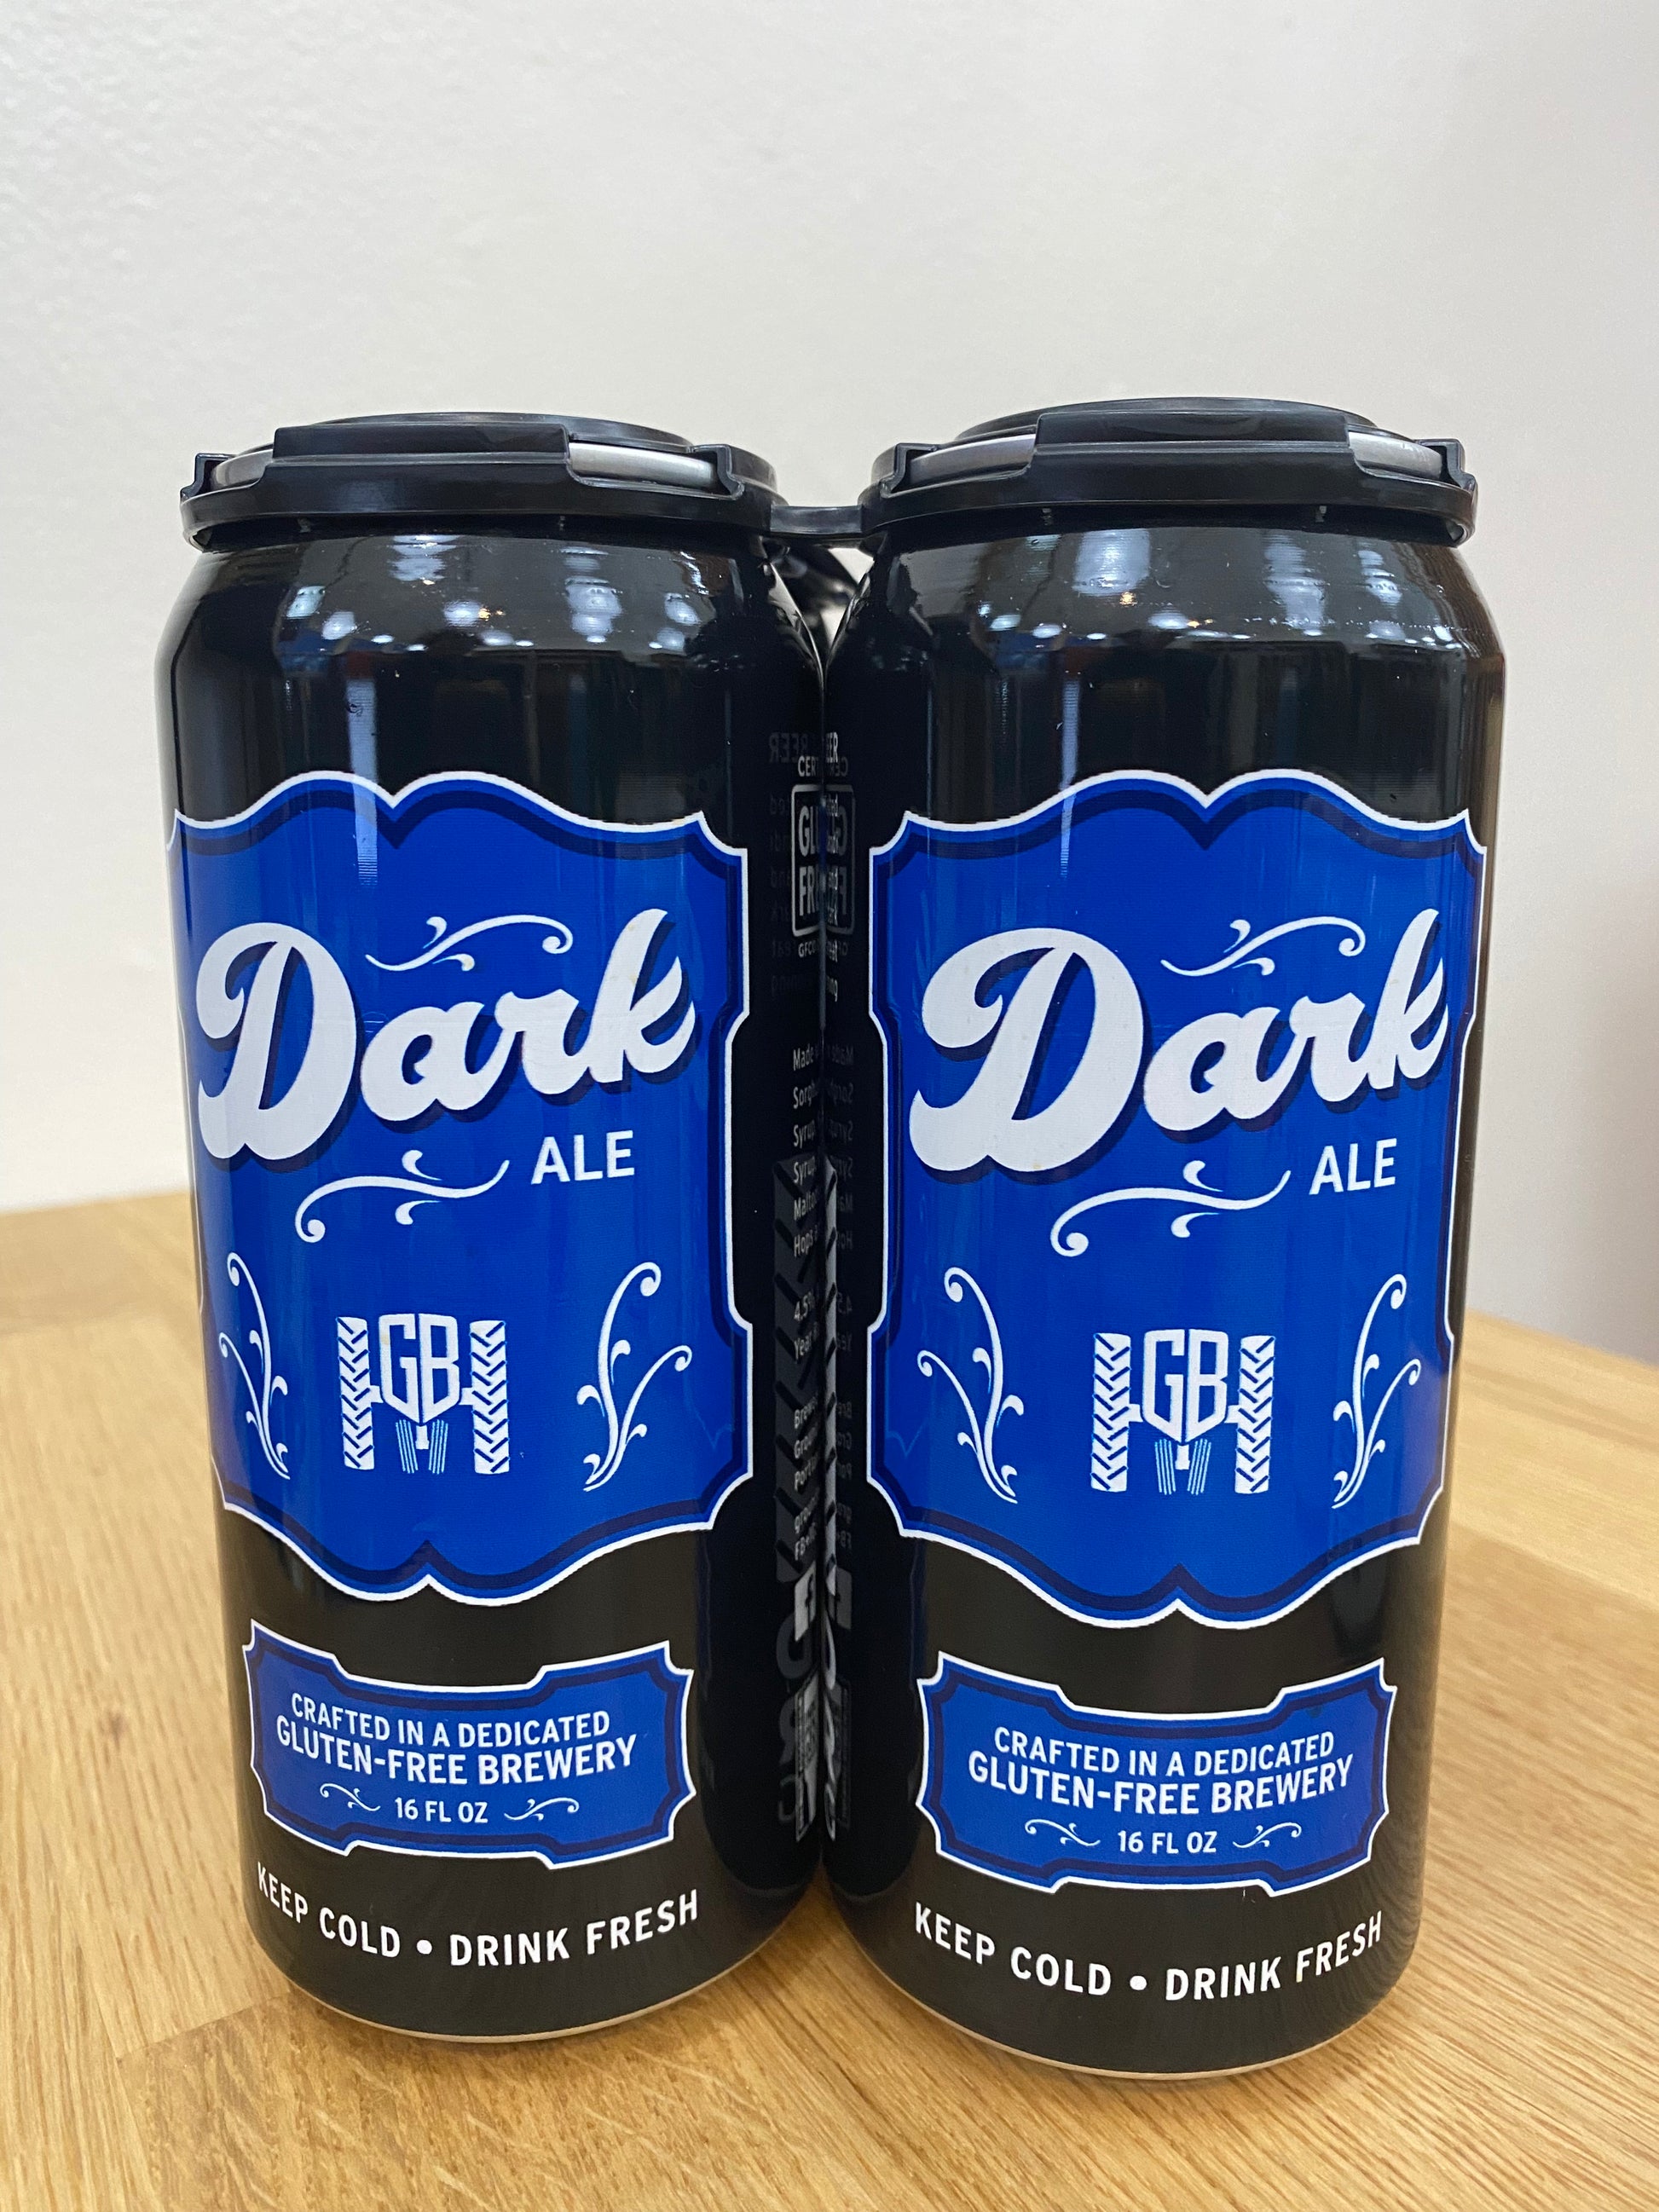 Dark
ALE
GB
CRAFTED IN A DEDICATED
GLUTEN-FREE BREWERY
16 FL OZ
KEEP COLD • DRINK FRESH
Dark
ALE
GB
CRAFTED IN A DEDICATED
GLUTEN-FREE BREWERY
16 FL OZ
KEEP COLD • DRINK FRESH